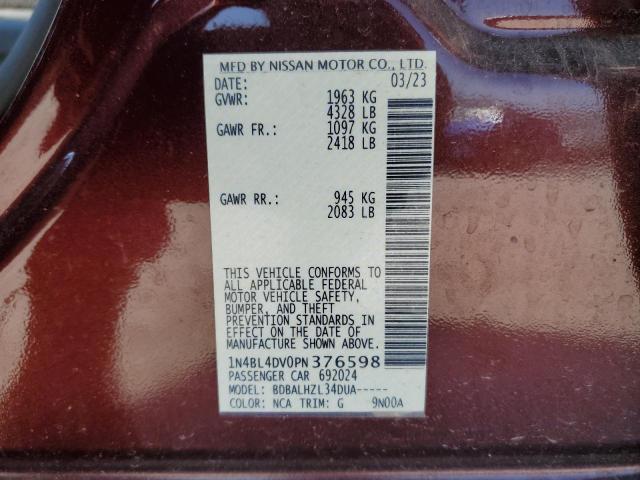 MFD BY NISSAN MOTOR CO., LTD.
DATE: 03/23
GVWR: 1963 KG
4328 LB
GAWR FR.: 1097 KG
2418 LB
GAWR RR.: 945 KG
2083 LB
THIS VEHICLE CONFORMS TO
ALL APPLICABLE FEDERAL
MOTOR VEHICLE SAFETY,
BUMPER, AND THEFT
PREVENTION STANDARDS IN
EFFECT ON THE DATE OF
MANUFACTURE SHOWN ABOVE.
1N4BL4DV0PN376598
PASSENGER CAR 692024
MODEL: BDBALHZL34DUA-----
COLOR: NCA TRIM: G 9N00A